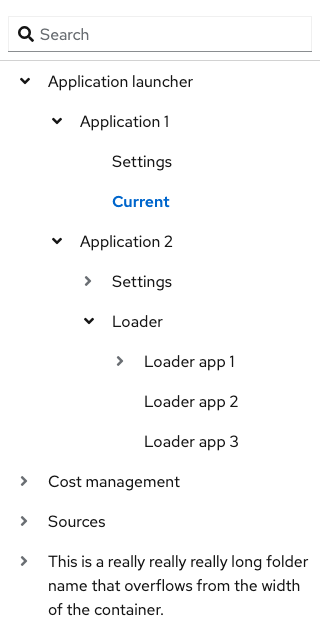 Search
Application launcher
Application 1
Settings
Current
Application 2
Settings
Loader
Loader app 1
Loader app 2
Loader app 3
Cost management
Sources
This is a really really really long folder
name that overflows from the width
of the container.